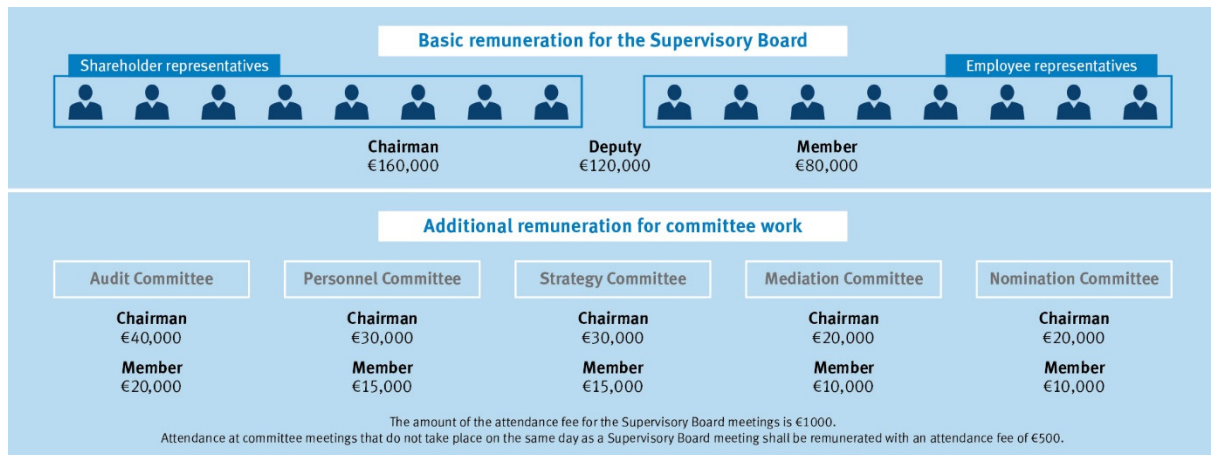 Basic remuneration for the Supervisory Board
Shareholder representatives
Employee representatives
Chairman
€160,000
Deputy
€120,000
Member
€80,000
Additional remuneration for committee work
Audit Committee
Personnel Committee
Strategy Committee
Mediation Committee
Nomination Committee
Chairman
€40,000
Chairman
€30,000
Chairman
€30,000
Chairman
€20,000
Chairman
€20,000
Member
€20,000
Member
€15,000
Member
€15,000
Member
€10,000
Member
€10,000
The amount of the attendance fee for the Supervisory Board meetings is €1000.
Attendance at committee meetings that do not take place on the same day as a Supervisory Board meeting shall be remunerated with an attendance fee of €500.